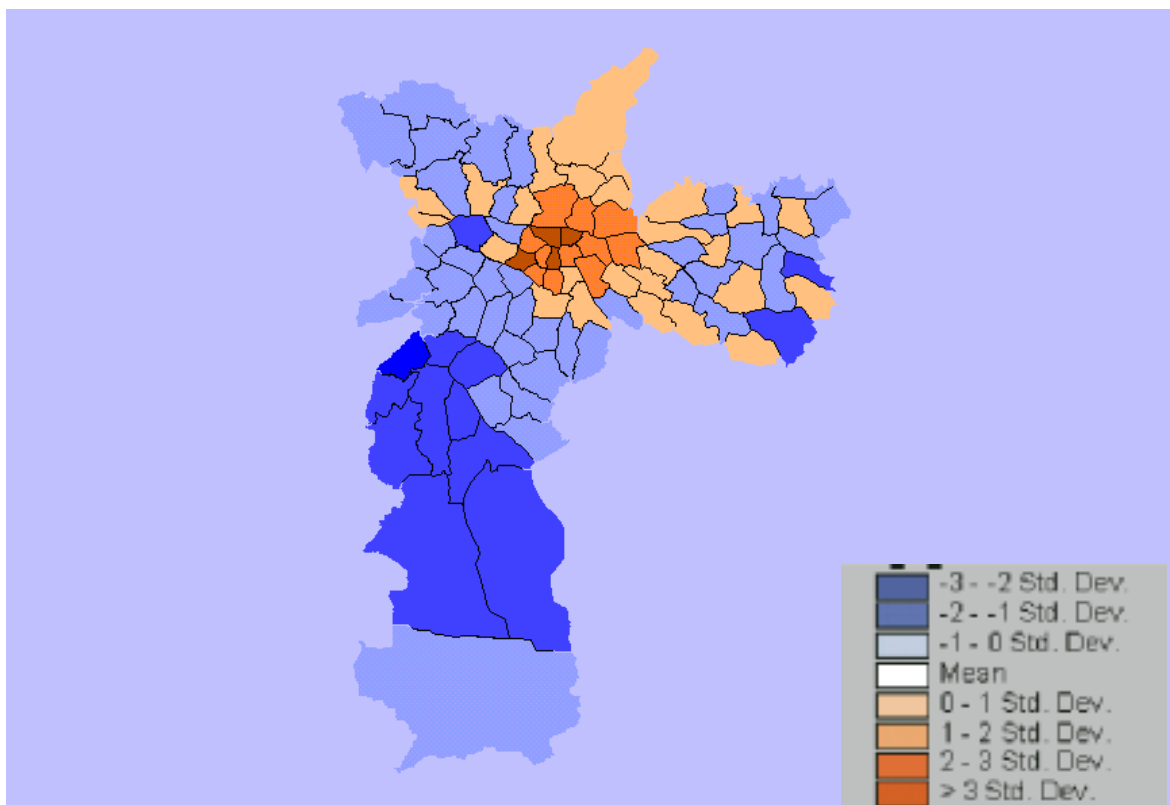 -3 - -2 Std. Dev.
-2 - -1 Std. Dev.
-1 - 0 Std. Dev.
Mean
0 - 1 Std. Dev.
1 - 2 Std. Dev.
2 - 3 Std. Dev.
> 3 Std. Dev.